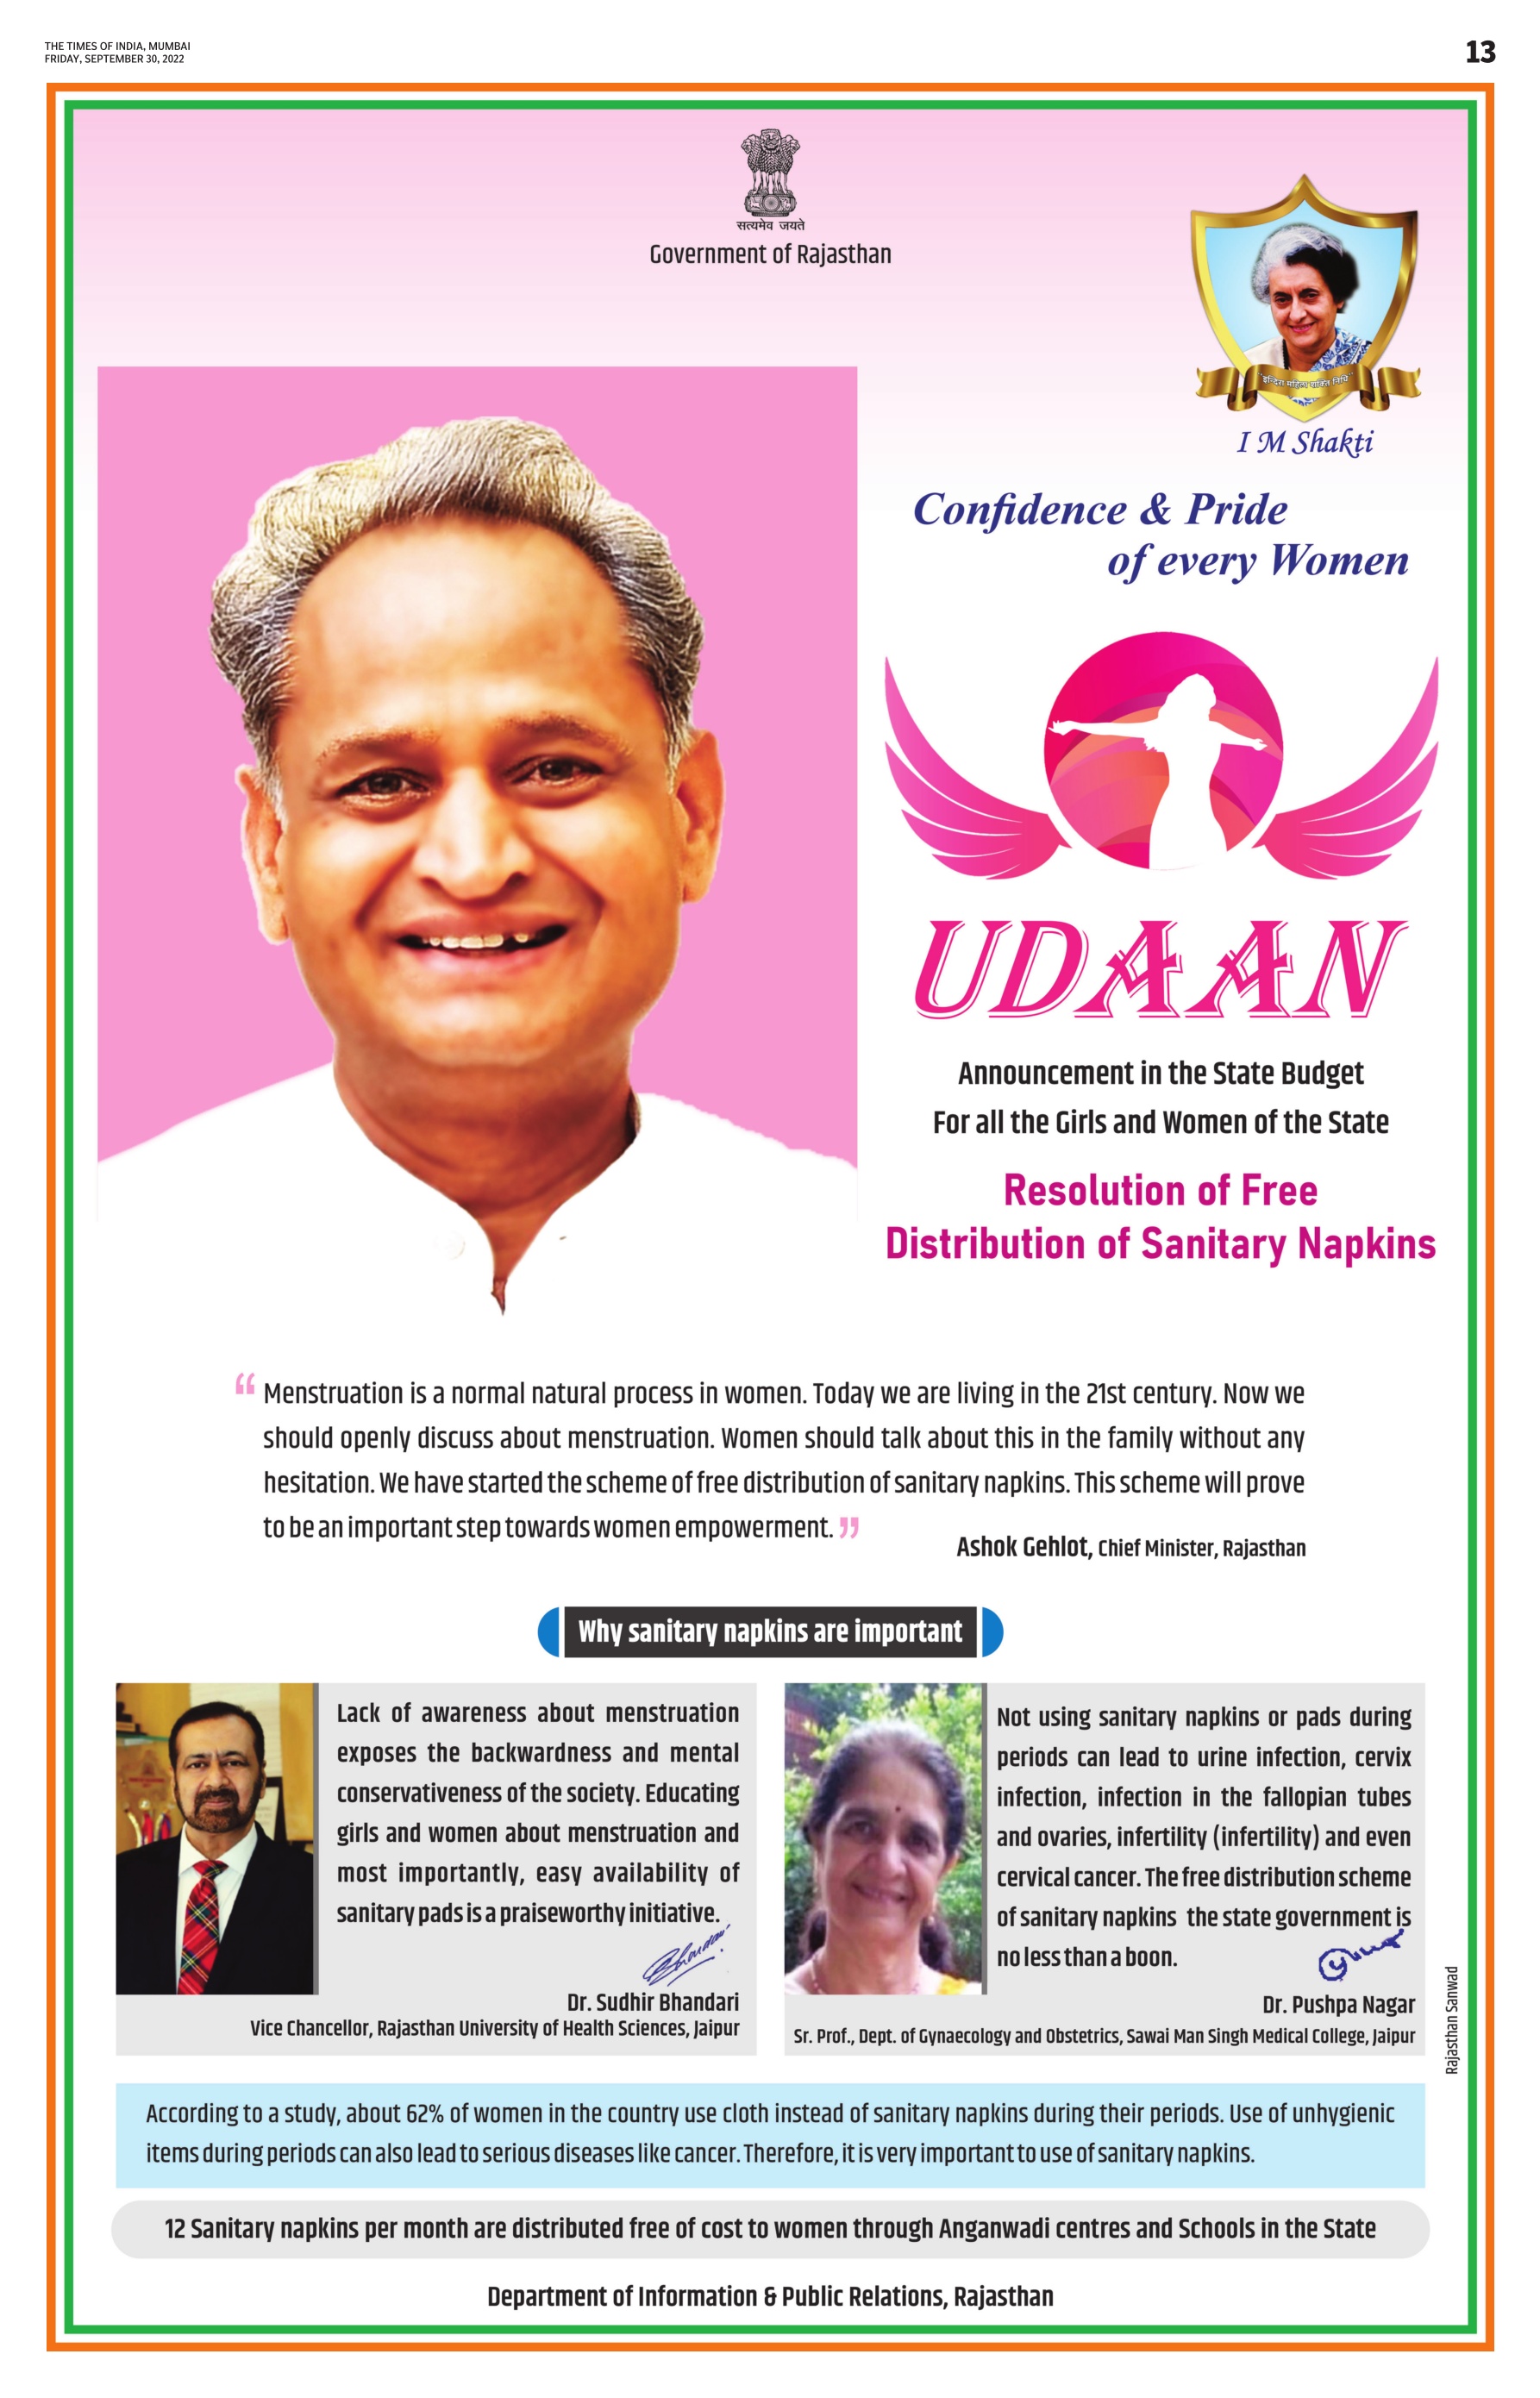 THE TIMES OF INDIA, MUMBAI
FRIDAY, SEPTEMBER 30, 2022
13
सत्यमेव जयते
Government of Rajasthan
इन्दिरा महिला शक्ति निधि
I M Shakti
Confidence & Pride
of every Women
UDAAN
Announcement in the State Budget
For all the Girls and Women of the State
Resolution of Free
Distribution of Sanitary Napkins
“ Menstruation is a normal natural process in women. Today we are living in the 21st century. Now we
should openly discuss about menstruation. Women should talk about this in the family without any
hesitation. We have started the scheme of free distribution of sanitary napkins. This scheme will prove
to be an important step towards women empowerment. ”
Ashok Gehlot, Chief Minister, Rajasthan
Why sanitary napkins are important
Lack of awareness about menstruation
exposes the backwardness and mental
conservativeness of the society. Educating
girls and women about menstruation and
most importantly, easy availability of
sanitary pads is a praiseworthy initiative.
Bhandari
Dr. Sudhir Bhandari
Vice Chancellor, Rajasthan University of Health Sciences, Jaipur
Not using sanitary napkins or pads during
periods can lead to urine infection, cervix
infection, infection in the fallopian tubes
and ovaries, infertility (infertility) and even
cervical cancer. The free distribution scheme
of sanitary napkins the state government is
no less than a boon.
Dr. Pushpa Nagar
Sr. Prof., Dept. of Gynaecology and Obstetrics, Sawai Man Singh Medical College, Jaipur
Rajasthan Sanwad
According to a study, about 62% of women in the country use cloth instead of sanitary napkins during their periods. Use of unhygienic
items during periods can also lead to serious diseases like cancer. Therefore, it is very important to use of sanitary napkins.
12 Sanitary napkins per month are distributed free of cost to women through Anganwadi centres and Schools in the State
Department of Information & Public Relations, Rajasthan